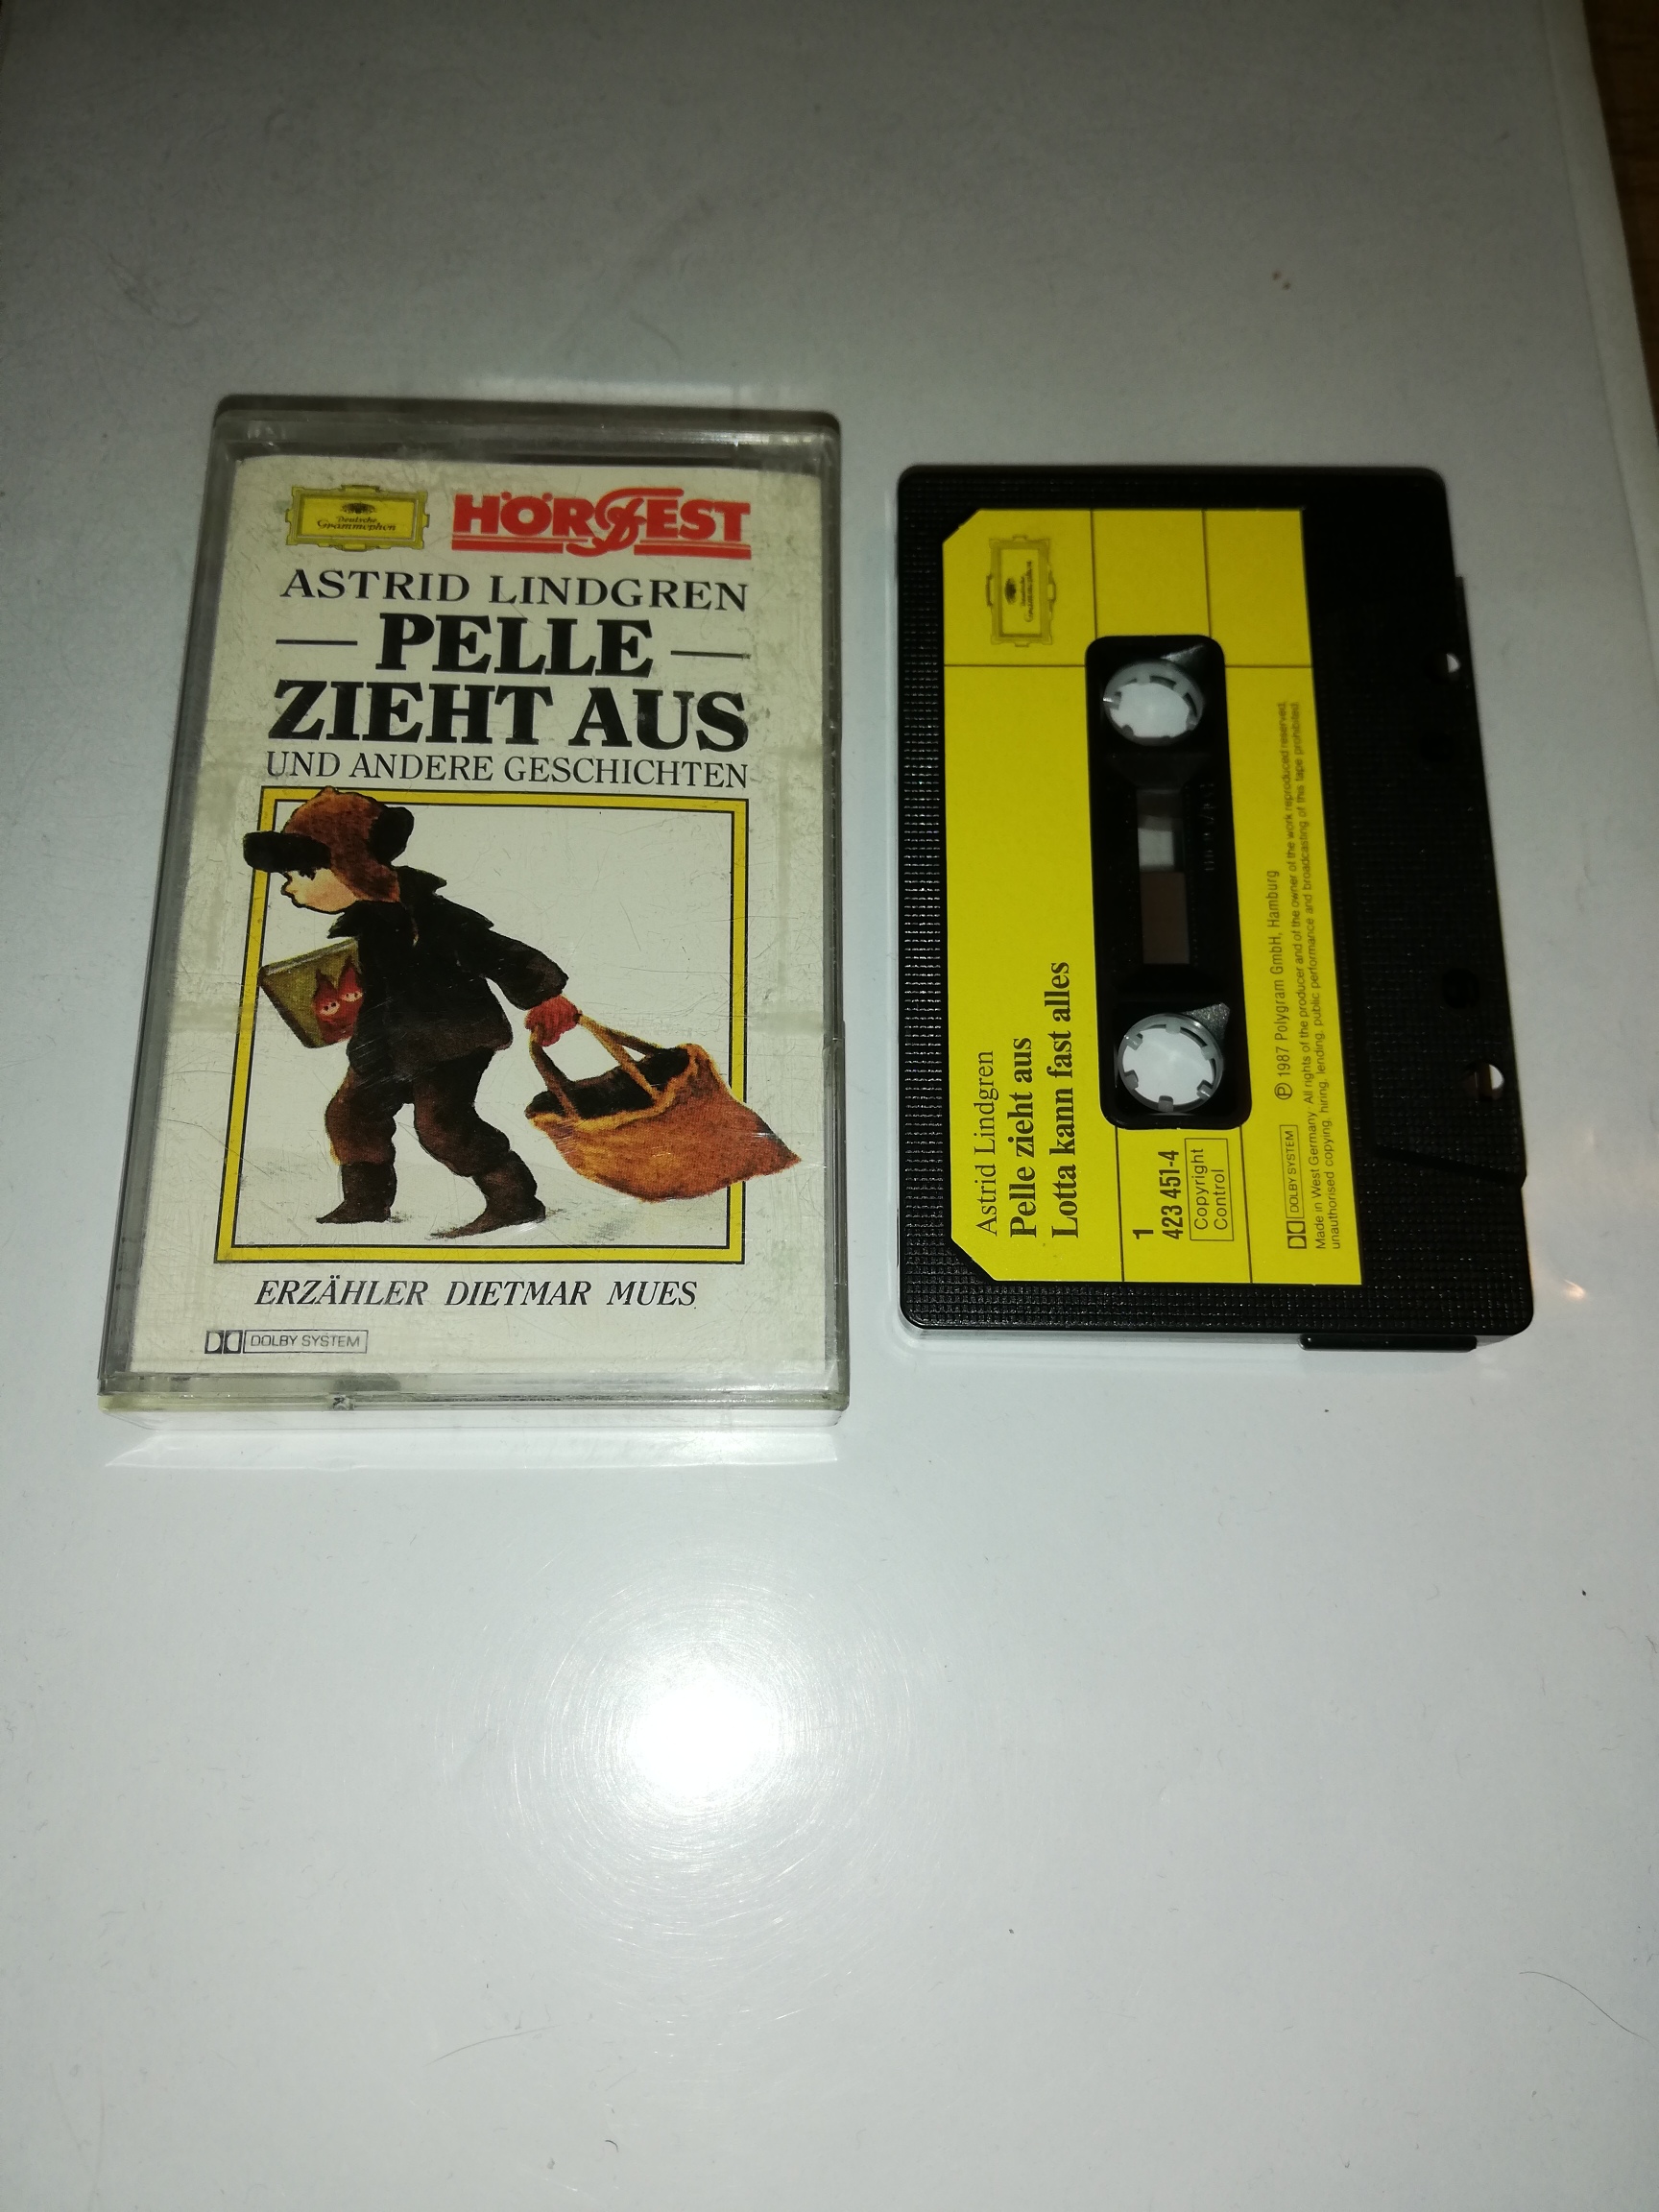 Deutsche
Grammophon
HÖRFEST
ASTRID LINDGREN
PELLE
ZIEHT AUS
UND ANDERE GESCHICHTEN
ERZÄHLER DIETMAR MUES
DOLBY SYSTEM
Deutsche
Grammophon
Astrid Lindgren
Pelle zieht aus
Lotta kann fast alles
1
423 451-4
Copyright
Control
DOLBY SYSTEM
℗ 1987 Polygram GmbH, Hamburg
Made in West Germany All rights of the producer and of the owner of the work reproduced reserved,
unauthorised copying, hiring, lending, public performance and broadcasting of this tape prohibited